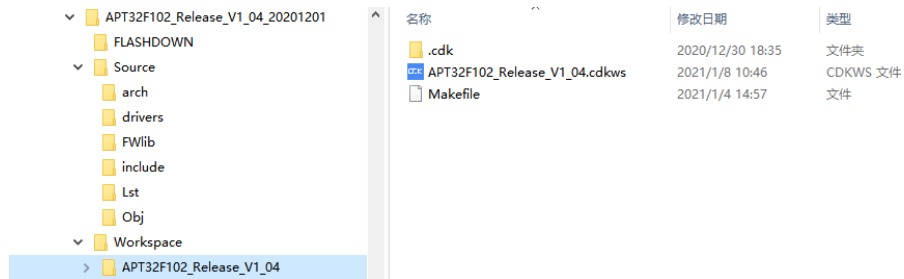 APT32F102_Release_V1_04_20201201
FLASHDOWN
Source
arch
drivers
FWlib
include
Lst
Obj
Workspace
APT32F102_Release_V1_04
名称 修改日期 类型
.cdk 2020/12/30 18:35 文件夹
APT32F102_Release_V1_04.cdkws 2021/1/8 10:46 CDKWS 文件
Makefile 2021/1/4 14:57 文件